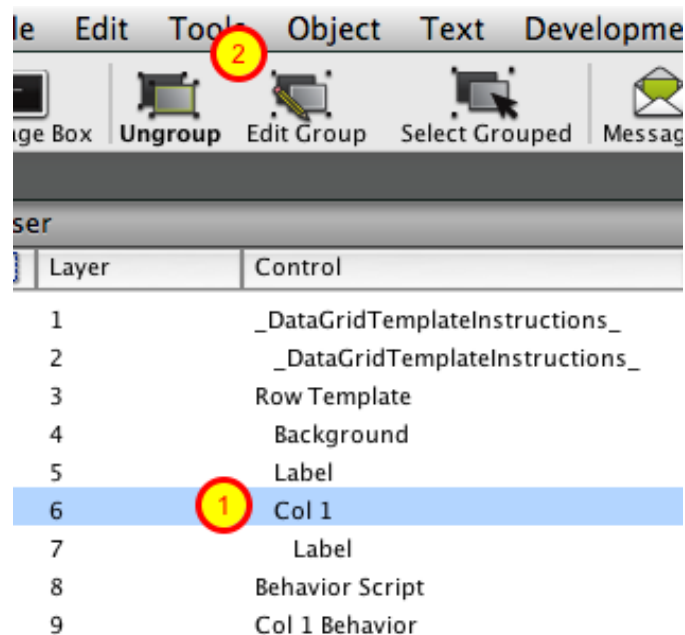 le Edit Tools Object Text Developme
2
age Box Ungroup Edit Group Select Grouped Messag
ser
Layer Control
1 _DataGridTemplateInstructions_
2 _DataGridTemplateInstructions_
3 Row Template
4 Background
5 Label
6 1 Col 1
7 Label
8 Behavior Script
9 Col 1 Behavior